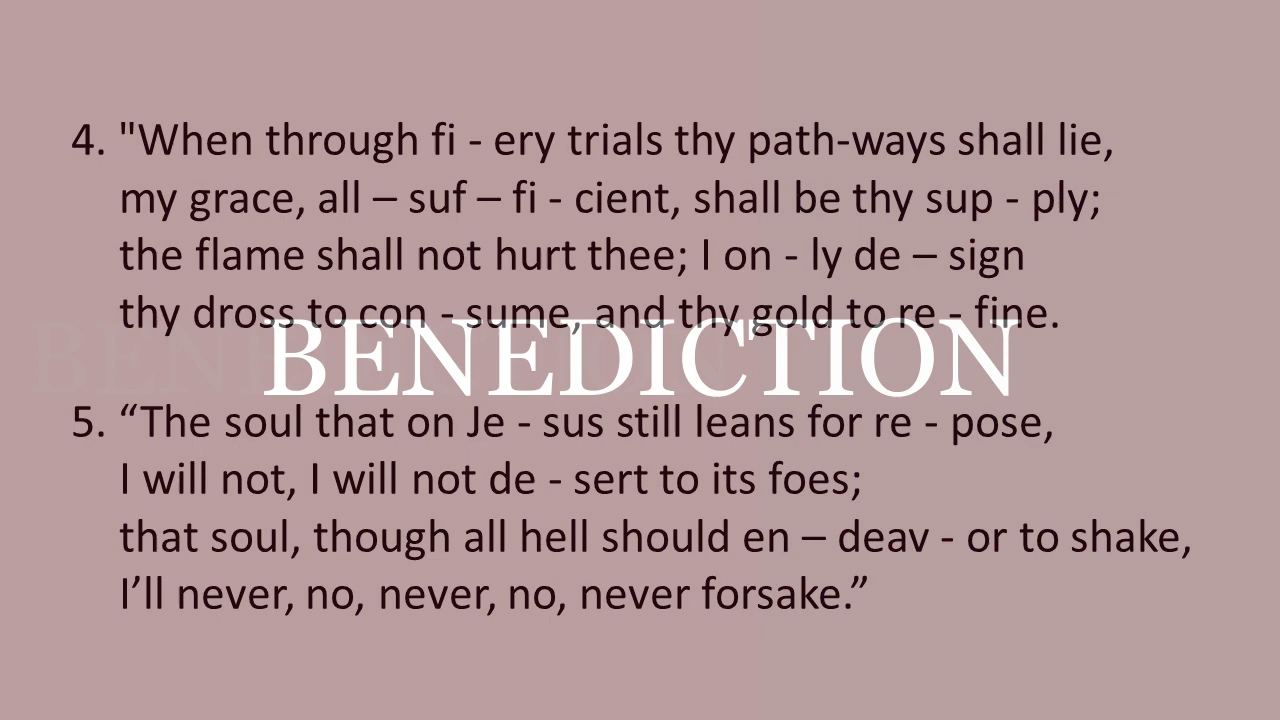 4. "When through fi - ery trials thy path-ways shall lie,
my grace, all – suf – fi - cient, shall be thy sup - ply;
the flame shall not hurt thee; I on - ly de – sign
thy dross to con - sume, and thy gold to re - fine.
BENEDICTION
5. “The soul that on Je - sus still leans for re - pose,
I will not, I will not de - sert to its foes;
that soul, though all hell should en – deav - or to shake,
I’ll never, no, never, no, never forsake.”